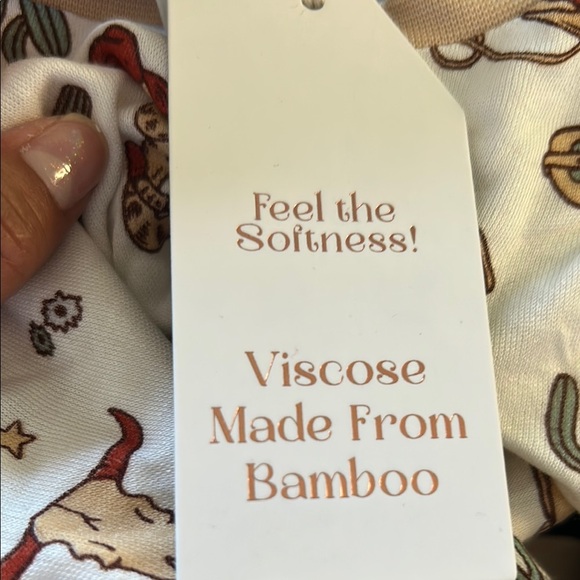 Feel the
Softness!
Viscose
Made From
Bamboo